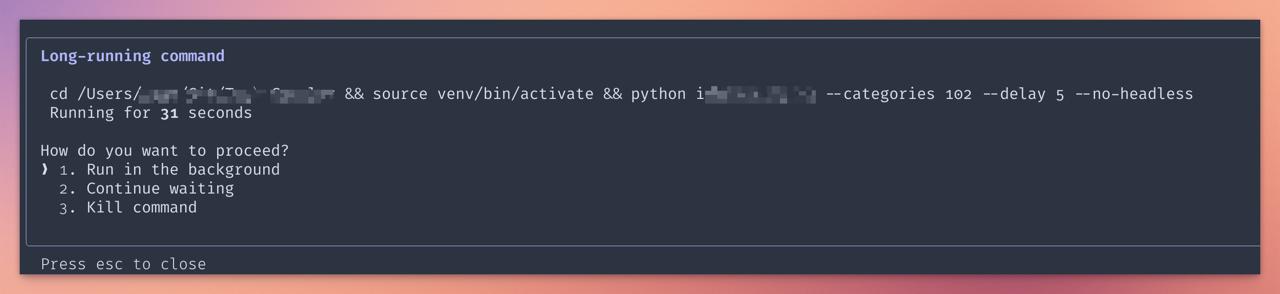 Long-running command
cd /Users/ && source venv/bin/activate && python --categories 102 --delay 5 --no-headless
Running for 31 seconds
How do you want to proceed?
❯ 1. Run in the background
2. Continue waiting
3. Kill command
Press esc to close